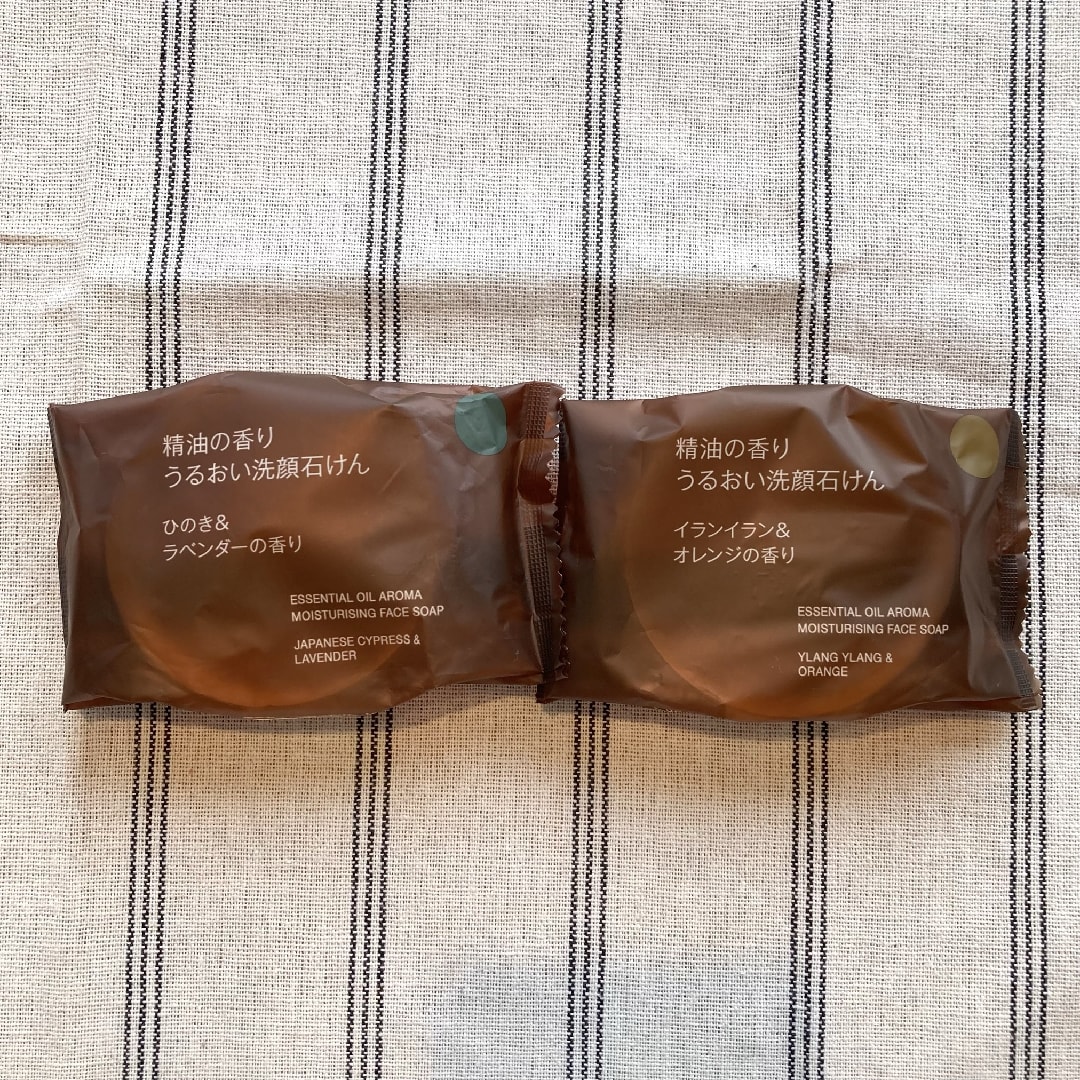 精油の香り
うるおい洗顔石けん
ひのき&
ラベンダーの香り
ESSENTIAL OIL AROMA
MOISTURISING FACE SOAP
JAPANESE CYPRESS &
LAVENDER
精油の香り
うるおい洗顔石けん
イランイラン&
オレンジの香り
ESSENTIAL OIL AROMA
MOISTURISING FACE SOAP
YLANG YLANG &
ORANGE